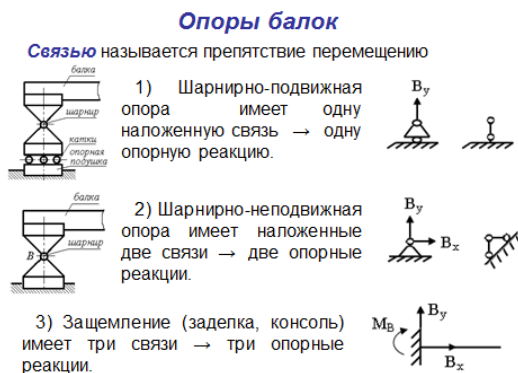 Опоры балок
Связью называется препятствие перемещению
балка
шарнир
катки
опорная
подушка
1) Шарнирно-подвижная
опора имеет одну
наложенную связь → одну
опорную реакцию.
By
балка
шарнир
B
2) Шарнирно-неподвижная
опора имеет наложенные
две связи → две опорные
реакции.
By
Bx
3) Защемление (заделка, консоль)
имеет три связи → три опорные
реакции.
MB
By
Bx